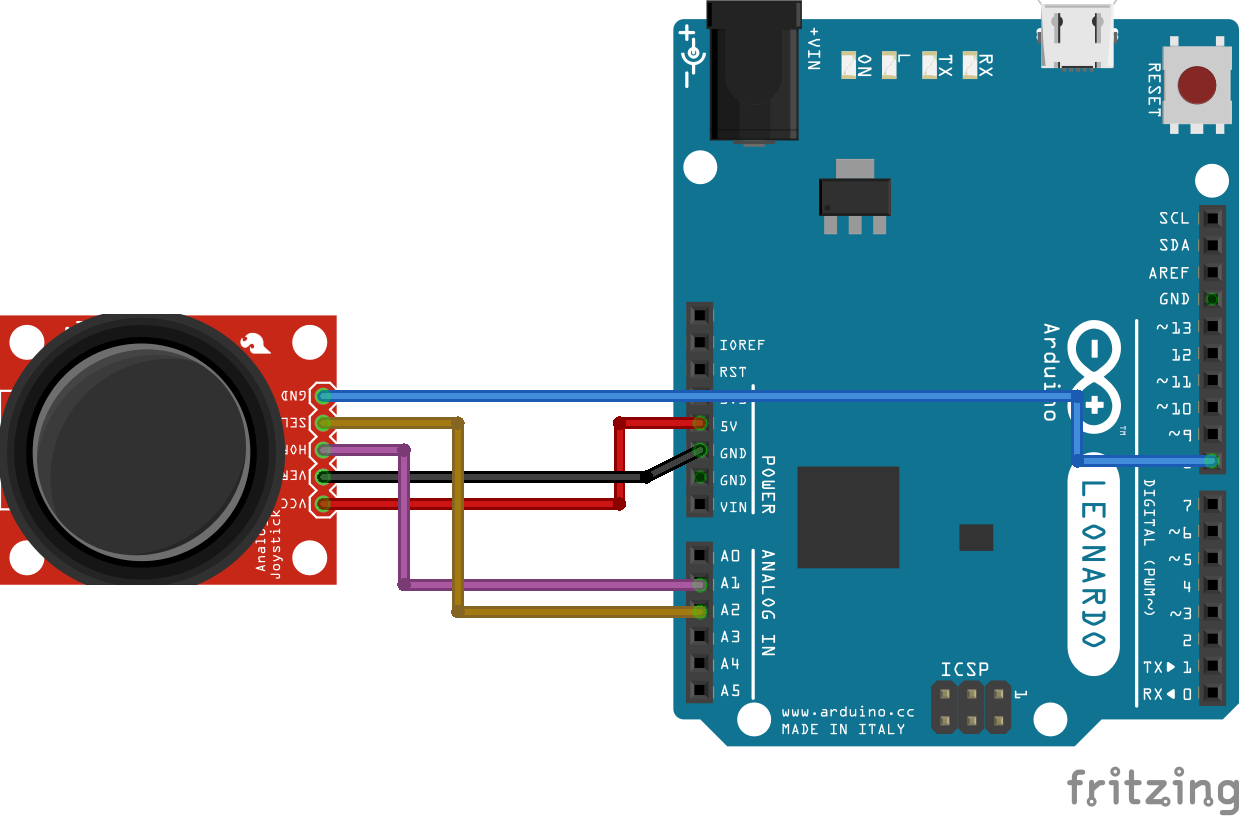 +
-
+VIN
ON
L
TX
RX
RESET
SCL
SDA
AREF
GND
~13
12
~11
~10
~9
IOREF
RST
5V
GND
GND
VIN
POWER
A0
A1
A2
A3
A4
A5
ANALOG IN
Arduino
TM
LEONARDO
DIGITAL (PWM~)
7
~6
~5
4
~3
2
TX▶ 1
RX◀ 0
ICSP
1
www.arduino.cc
MADE IN ITALY
GND
SEL
HOR
VER
VCC
Joystick
fritzing